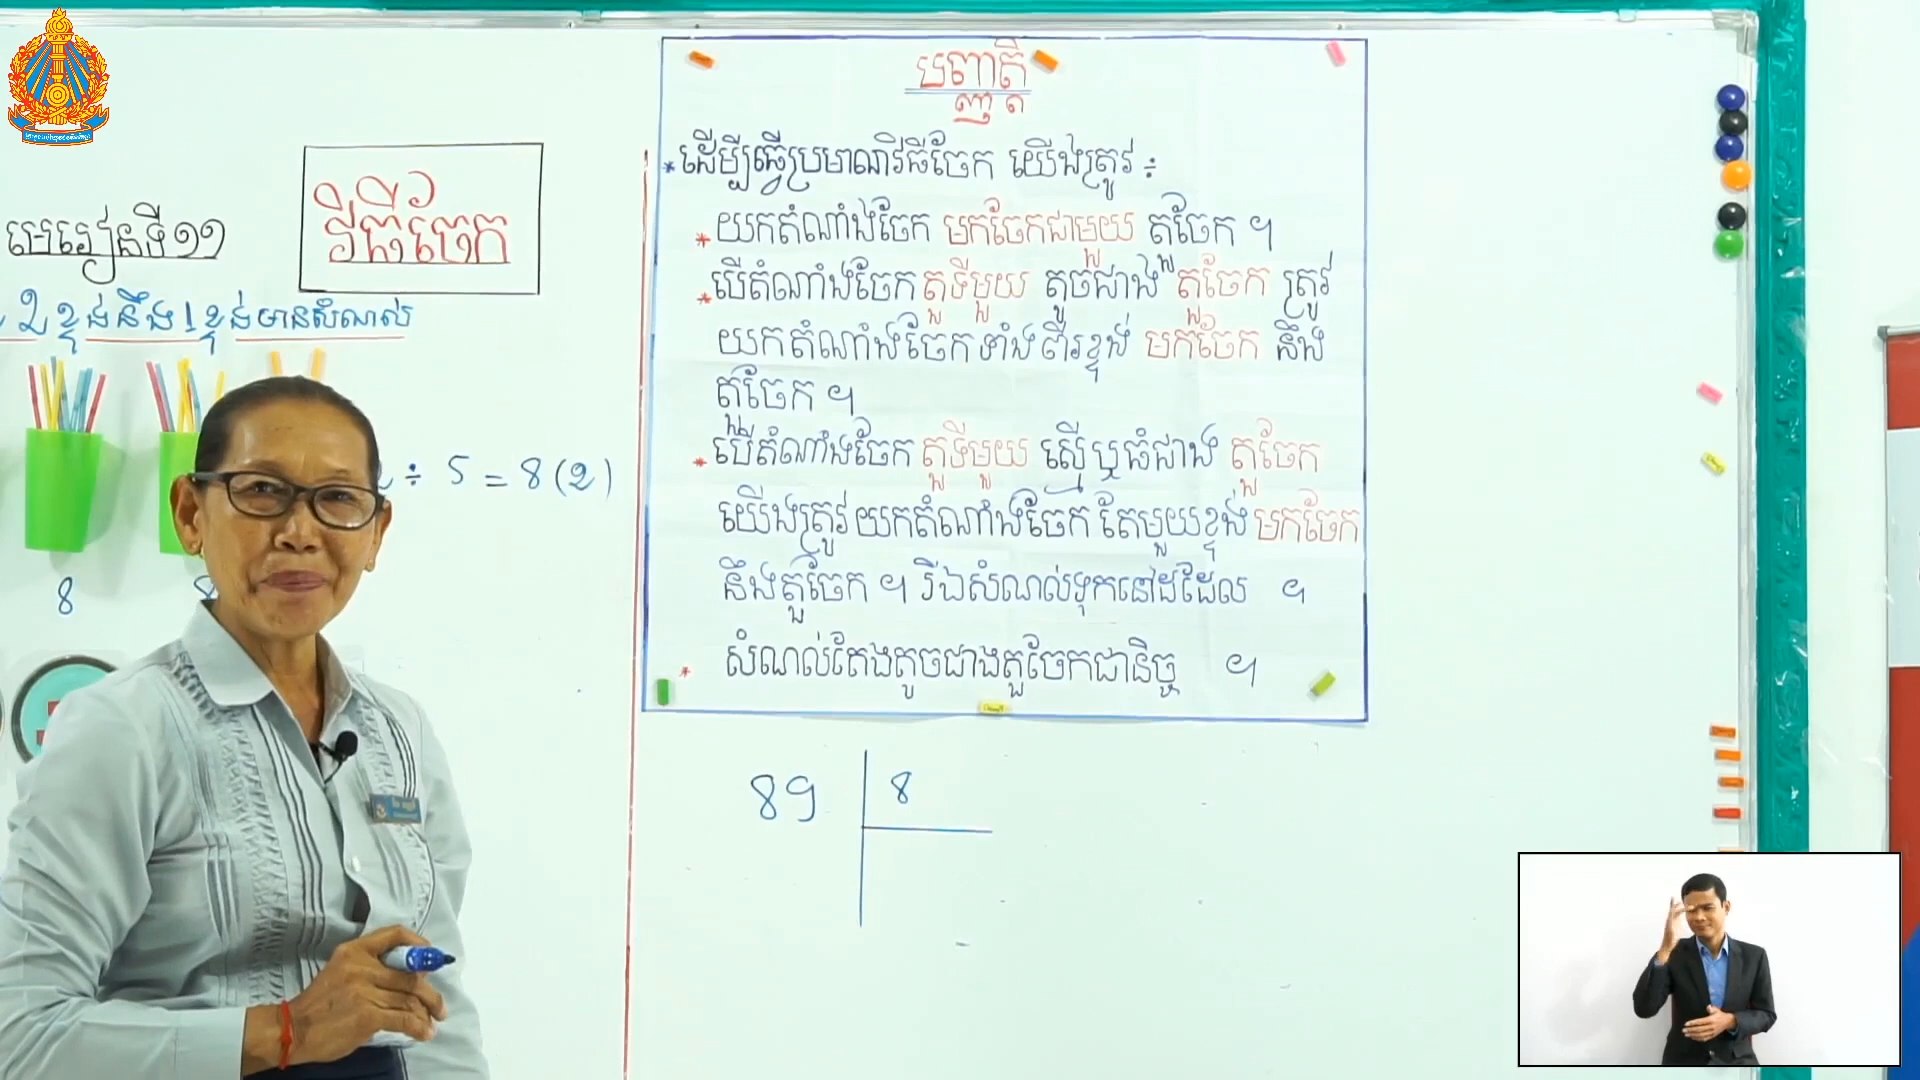 មេរៀនទី១១
វិធីចែក
2 ខ្ទង់នឹង 1 ខ្ទង់មានសំណល់
÷ 5 = 8 (2)
8
បញ្ញត្តិ
* ដើម្បីធ្វើប្រមាណវិធីចែក យើងត្រូវ ÷
* យកតំណាំងចែក មកចែកជាមួយ តួចែក ។
* បើតំណាំងចែក តួទីមួយ តូចជាង តួចែក ត្រូវ
យកតំណាំងចែកទាំងពីរខ្ទង់ មកចែក នឹង
តួចែក ។
* បើតំណាំងចែក តួទីមួយ ស្មើឬធំជាង តួចែក
យើងត្រូវយកតំណាំងចែក តែមួយខ្ទង់ មកចែក
នឹងតួចែក ។ រីឯសំណល់ទុកនៅដដែល ។
* សំណល់តែងតូចជាងតួចែកជានិច្ច ។
89 8